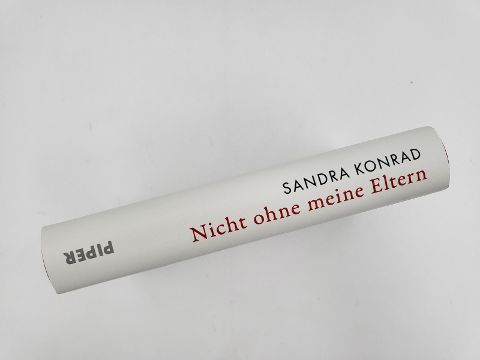 SANDRA KONRAD
Nicht ohne meine Eltern
PIPER